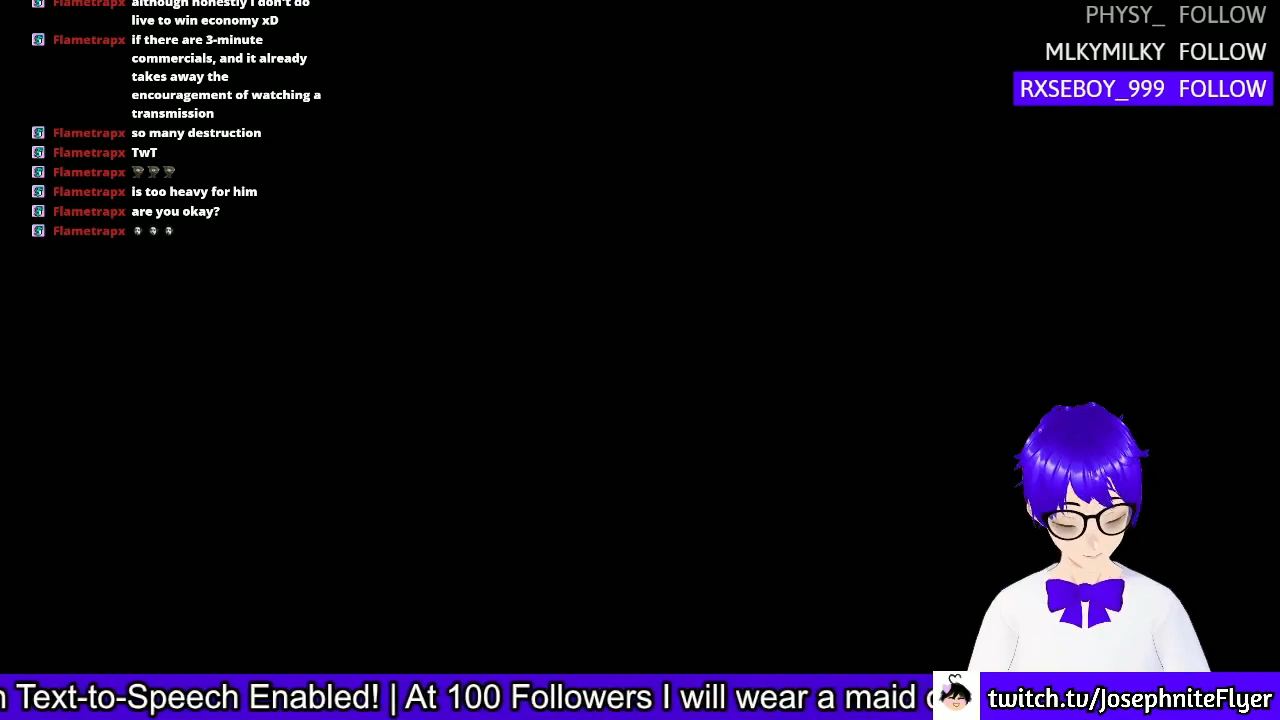 Flametrapx although honestly I don't do
live to win economy xD
Flametrapx if there are 3-minute
commercials, and it already
takes away the
encouragement of watching a
transmission
Flametrapx so many destruction
Flametrapx TwT
Flametrapx
Flametrapx is too heavy for him
Flametrapx are you okay?
Flametrapx
PHYSY_ FOLLOW
MLKYMILKY FOLLOW
RXSEBOY_999 FOLLOW
Text-to-Speech Enabled! | At 100 Followers I will wear a maid
twitch.tv/JosephniteFlyer